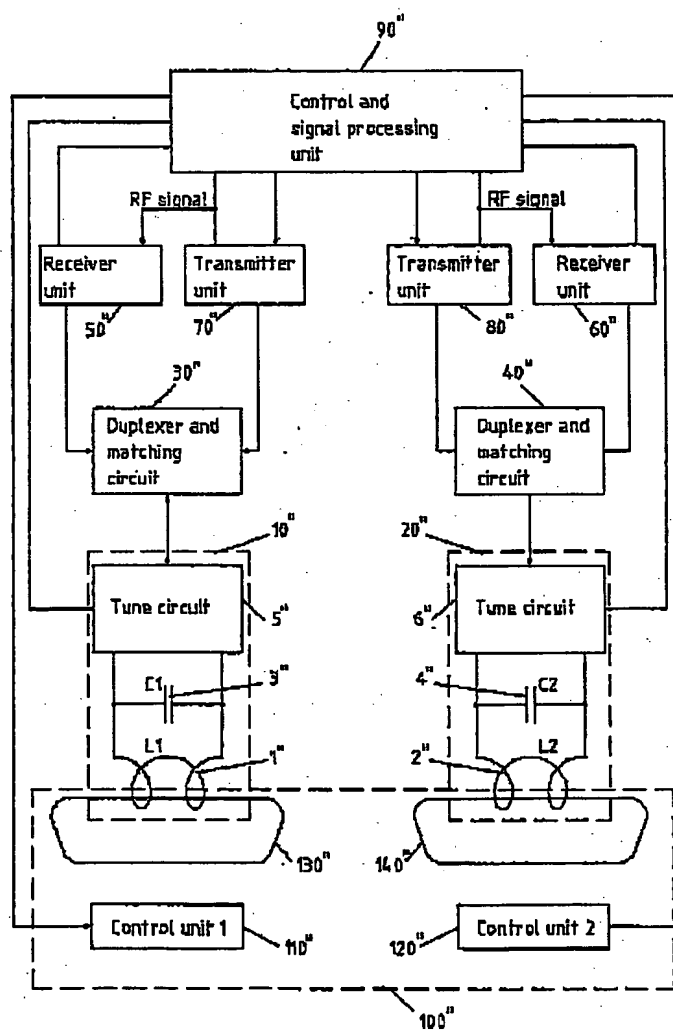 90"
Control and
signal processing
unit
RF signal
RF signal
Receiver
unit
Transmitter
unit
Transmitter
unit
Receiver
unit
50"
70"
80"
60"
30"
40"
Duplexer and
matching
circuit
Duplexer and
matching
circuit
10"
20"
Tune circuit
5"
6"
Tune circuit
C1
3"
4"
C2
L1
1"
2"
L2
130"
140"
Control unit 1
110"
120"
Control unit 2
100"